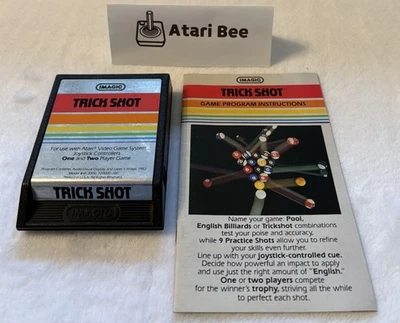 Atari Bee
IMAGIC
TRICK SHOT
For use with Atari® Video Game System
Joystick Controllers
One and Two Player Game
TRICK SHOT
IMAGIC
IMAGIC
TRICK SHOT
GAME PROGRAM INSTRUCTIONS
Name your game: Pool,
English Billiards or Trickshot combinations
test your pose and accuracy,
while 9 Practice Shots allow you to refine
your skills even further.
Line up with your joystick-controlled cue.
Decide how powerful an impact to apply
and use just the right amount of "English."
One or two players compete
for the winner's trophy, striving all the while
to perfect each shot.